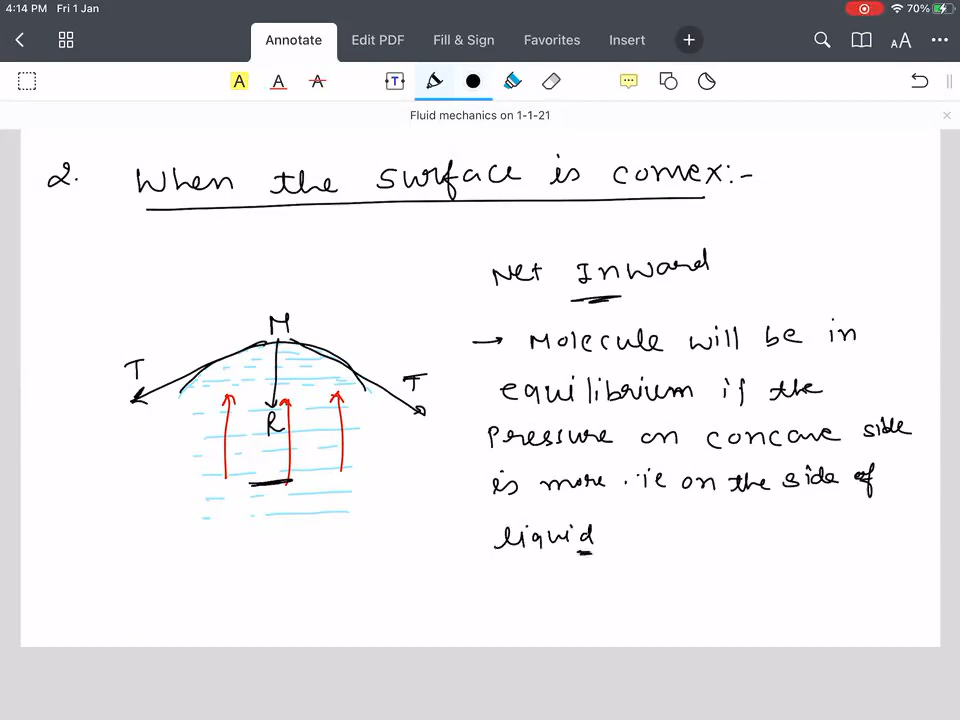 4:14 PM Fri 1 Jan
70%
Annotate Edit PDF Fill & Sign Favorites Insert
A A A T
Fluid mechanics on 1-1-21
2. When the surface is convex:-
Net Inward
→ Molecule will be in
equilibrium if the
pressure on concave side
is more .ie on the side of
liquid
M
T T
R